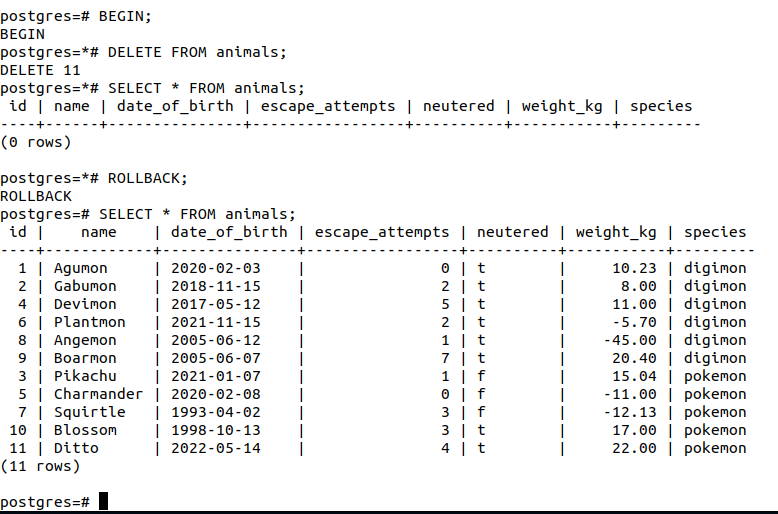 postgres=# BEGIN;
BEGIN
postgres=*# DELETE FROM animals;
DELETE 11
postgres=*# SELECT * FROM animals;
 id | name | date_of_birth | escape_attempts | neutered | weight_kg | species
----+------+---------------+-----------------+----------+-----------+---------
(0 rows)

postgres=*# ROLLBACK;
ROLLBACK
postgres=# SELECT * FROM animals;
 id |    name    | date_of_birth | escape_attempts | neutered | weight_kg | species
----+------------+---------------+-----------------+----------+-----------+---------
  1 | Agumon     | 2020-02-03    |               0 | t        |     10.23 | digimon
  2 | Gabumon    | 2018-11-15    |               2 | t        |      8.00 | digimon
  4 | Devimon    | 2017-05-12    |               5 | t        |     11.00 | digimon
  6 | Plantmon   | 2021-11-15    |               2 | t        |     -5.70 | digimon
  8 | Angemon    | 2005-06-12    |               1 | t        |    -45.00 | digimon
  9 | Boarmon    | 2005-06-07    |               7 | t        |     20.40 | digimon
  3 | Pikachu    | 2021-01-07    |               1 | f        |     15.04 | pokemon
  5 | Charmander | 2020-02-08    |               0 | f        |    -11.00 | pokemon
  7 | Squirtle   | 1993-04-02    |               3 | f        |    -12.13 | pokemon
 10 | Blossom    | 1998-10-13    |               3 | t        |     17.00 | pokemon
 11 | Ditto      | 2022-05-14    |               4 | t        |     22.00 | pokemon
(11 rows)

postgres=#